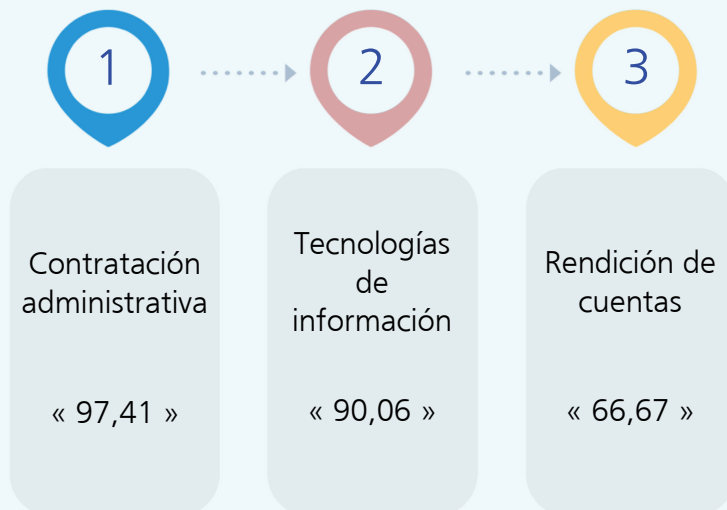 1
2
3
Contratación
administrativa
« 97,41 »
Tecnologías
de
información
« 90,06 »
Rendición de
cuentas
« 66,67 »